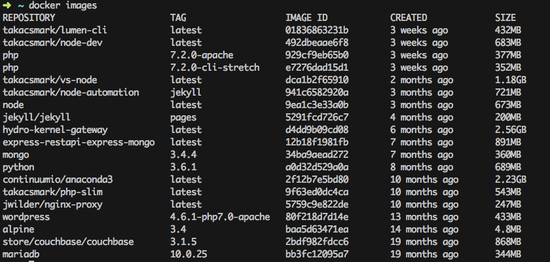 ➜ ~ docker images
REPOSITORY TAG IMAGE ID CREATED SIZE
takacsmark/lumen-cli latest 01836863231b 3 weeks ago 432MB
takacsmark/node-dev latest 492dbeaae6f8 3 weeks ago 683MB
php 7.2.0-apache 929cf9eb65b0 3 weeks ago 377MB
php 7.2.0-cli-stretch e7276dad15d1 3 weeks ago 352MB
takacsmark/vs-node latest dca1b2f65910 2 months ago 1.18GB
takacsmark/node-automation jekyll 941c6582920a 3 months ago 721MB
node latest 9ea1c3e33a0b 3 months ago 673MB
jekyll/jekyll pages 5291fcd726c7 4 months ago 200MB
hydro-kernel-gateway latest d4dd9b09cd08 6 months ago 2.56GB
express-restapi-express-mongo latest 12b18f1981fb 7 months ago 891MB
mongo 3.4.4 34ba9aead272 7 months ago 360MB
python 3.6.1 a0d32d529a0a 8 months ago 689MB
continuumio/anaconda3 latest 2f12b7e5bd80 10 months ago 2.23GB
takacsmark/php-slim latest 9f63ed0dc4ca 10 months ago 543MB
jwilder/nginx-proxy latest 5759c9e822de 10 months ago 247MB
wordpress 4.6.1-php7.0-apache 80f218d7d14e 13 months ago 433MB
alpine 3.4 baa5d63471ea 14 months ago 4.8MB
store/couchbase/couchbase 3.1.5 2bdf982fdcc6 19 months ago 868MB
mariadb 10.0.25 bb3fc12095a7 19 months ago 344MB